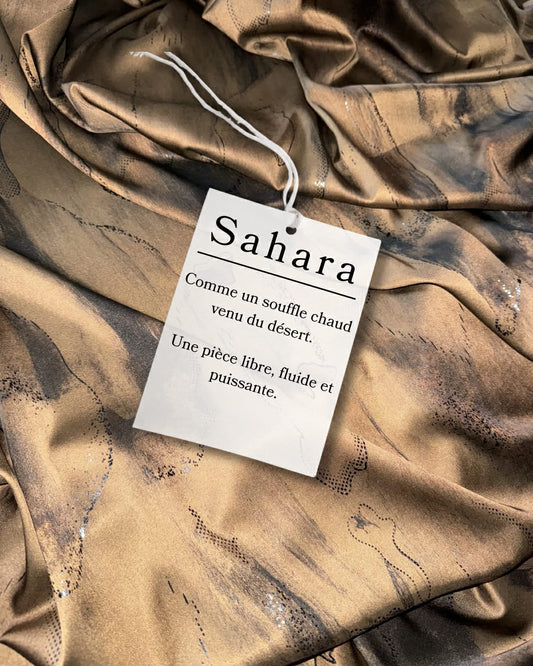 Sahara
Comme un souffle chaud
venu du désert.
Une pièce libre, fluide et
puissante.